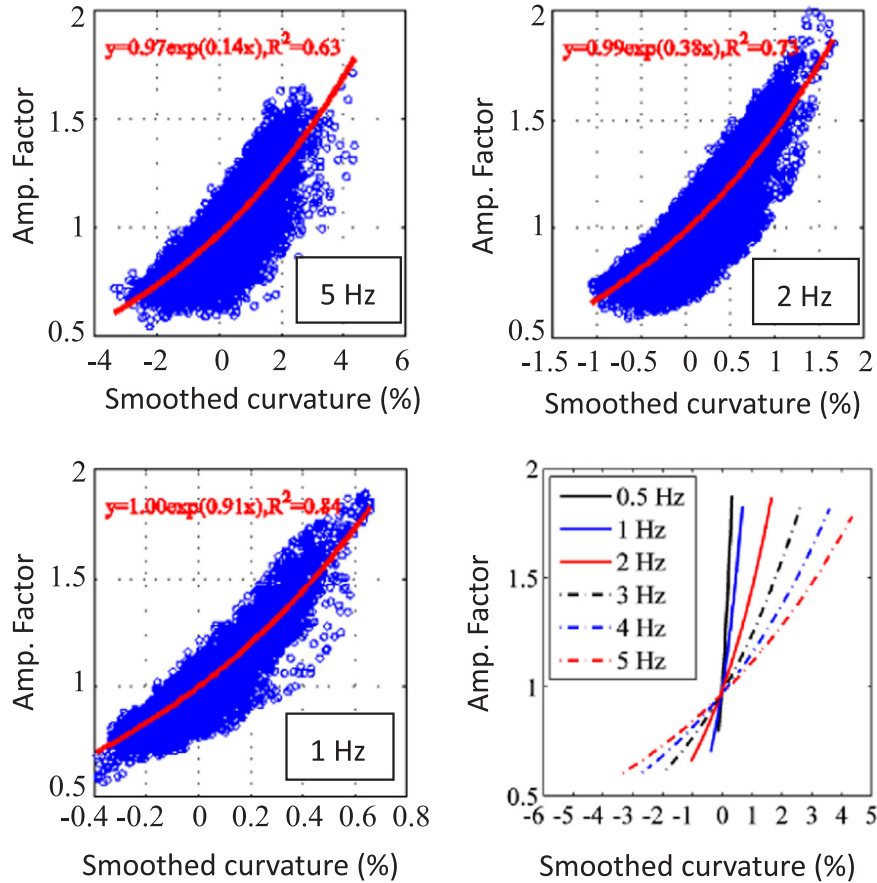 2
y=0.97exp(0.14x),R²=0.63
1.5
Amp. Factor
1
5 Hz
0.5
-4 -2 0 2 4 6
Smoothed curvature (%)
2
y=0.99exp(0.38x),R²=0.73
1.5
Amp. Factor
1
2 Hz
0.5
-1.5 -1 -0.5 0 0.5 1 1.5 2
Smoothed curvature (%)
2
y=1.00exp(0.91x),R²=0.84
1.5
Amp. Factor
1
1 Hz
0.5
-0.4 -0.2 0 0.2 0.4 0.6 0.8
Smoothed curvature (%)
2
0.5 Hz
1 Hz
2 Hz
3 Hz
4 Hz
5 Hz
1.5
Amp. Factor
1
0.5
-6 -5 -4 -3 -2 -1 0 1 2 3 4 5
Smoothed curvature (%)